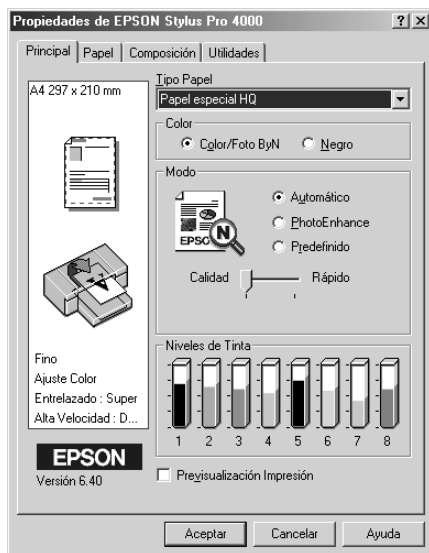 Propiedades de EPSON Stylus Pro 4000
Principal Papel Composición Utilidades
A4 297 x 210 mm
Tipo Papel
Papel especial HQ
Color
Color/Foto ByN Negro
Modo
EPSON
N
Automático
PhotoEnhance
Predefinido
Calidad Rápido
Fino
Ajuste Color
Entrelazado : Super
Alta Velocidad : D...
Niveles de Tinta
1 2 3 4 5 6 7 8
EPSON
Versión 6.40
Previsualización Impresión
Aceptar Cancelar Ayuda